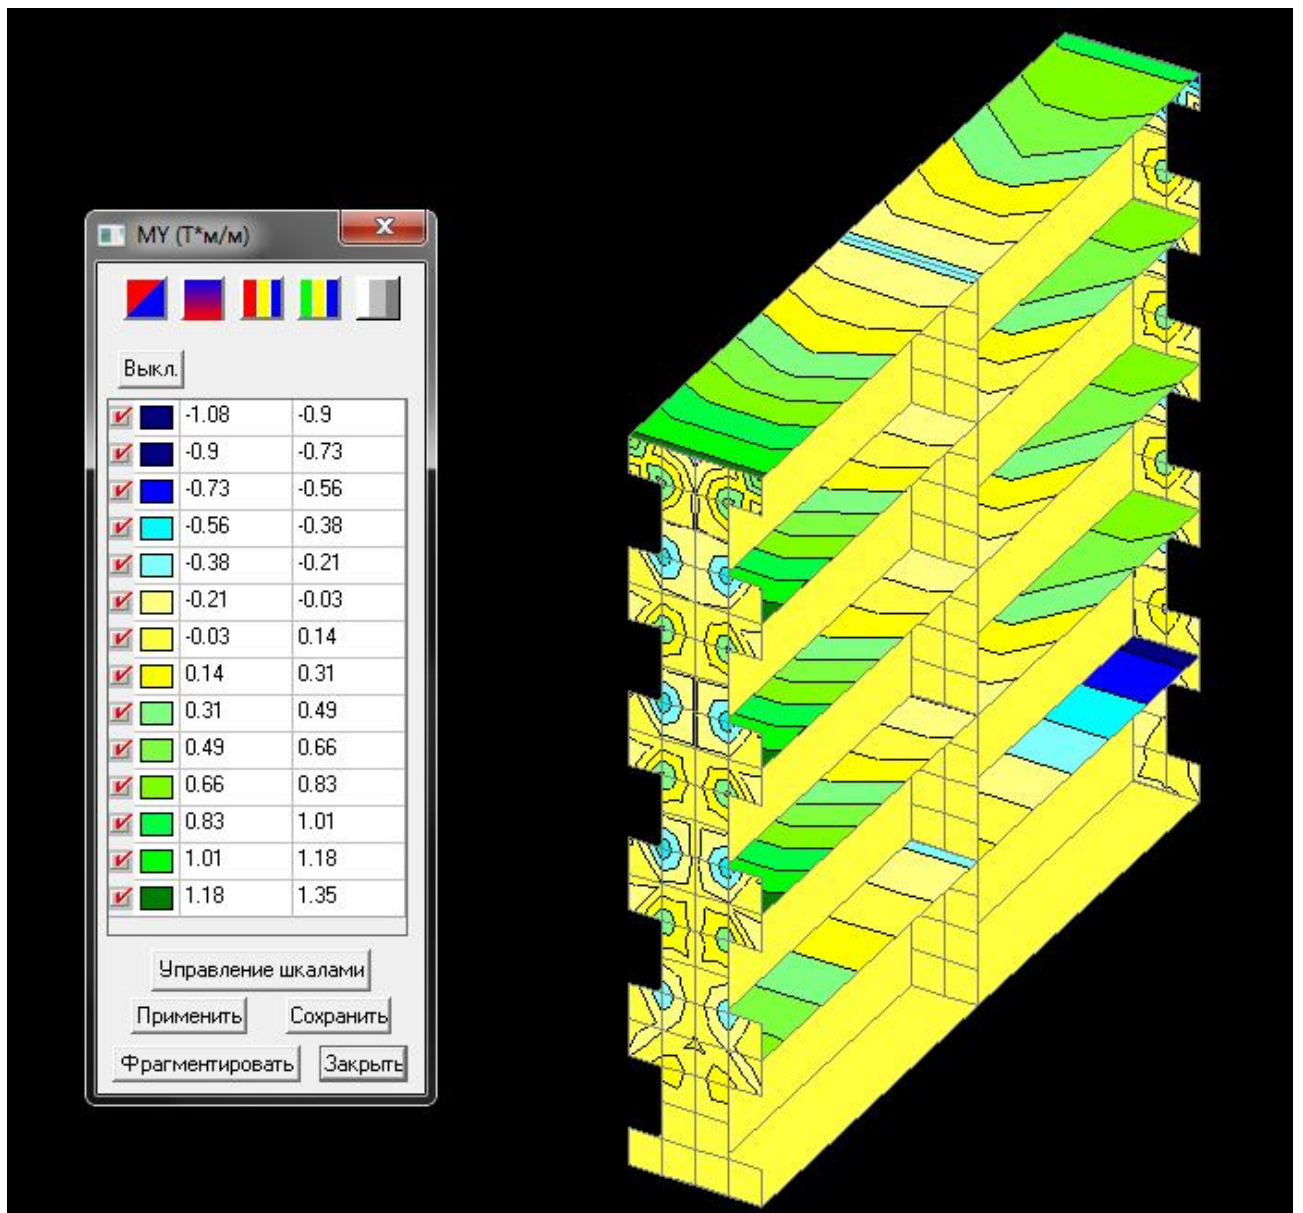 MY (Т*м/м)
Выкл.
-1.08 -0.9
-0.9 -0.73
-0.73 -0.56
-0.56 -0.38
-0.38 -0.21
-0.21 -0.03
-0.03 0.14
0.14 0.31
0.31 0.49
0.49 0.66
0.66 0.83
0.83 1.01
1.01 1.18
1.18 1.35
Управление шкалами
Применить Сохранить
Фрагментировать Закрыть